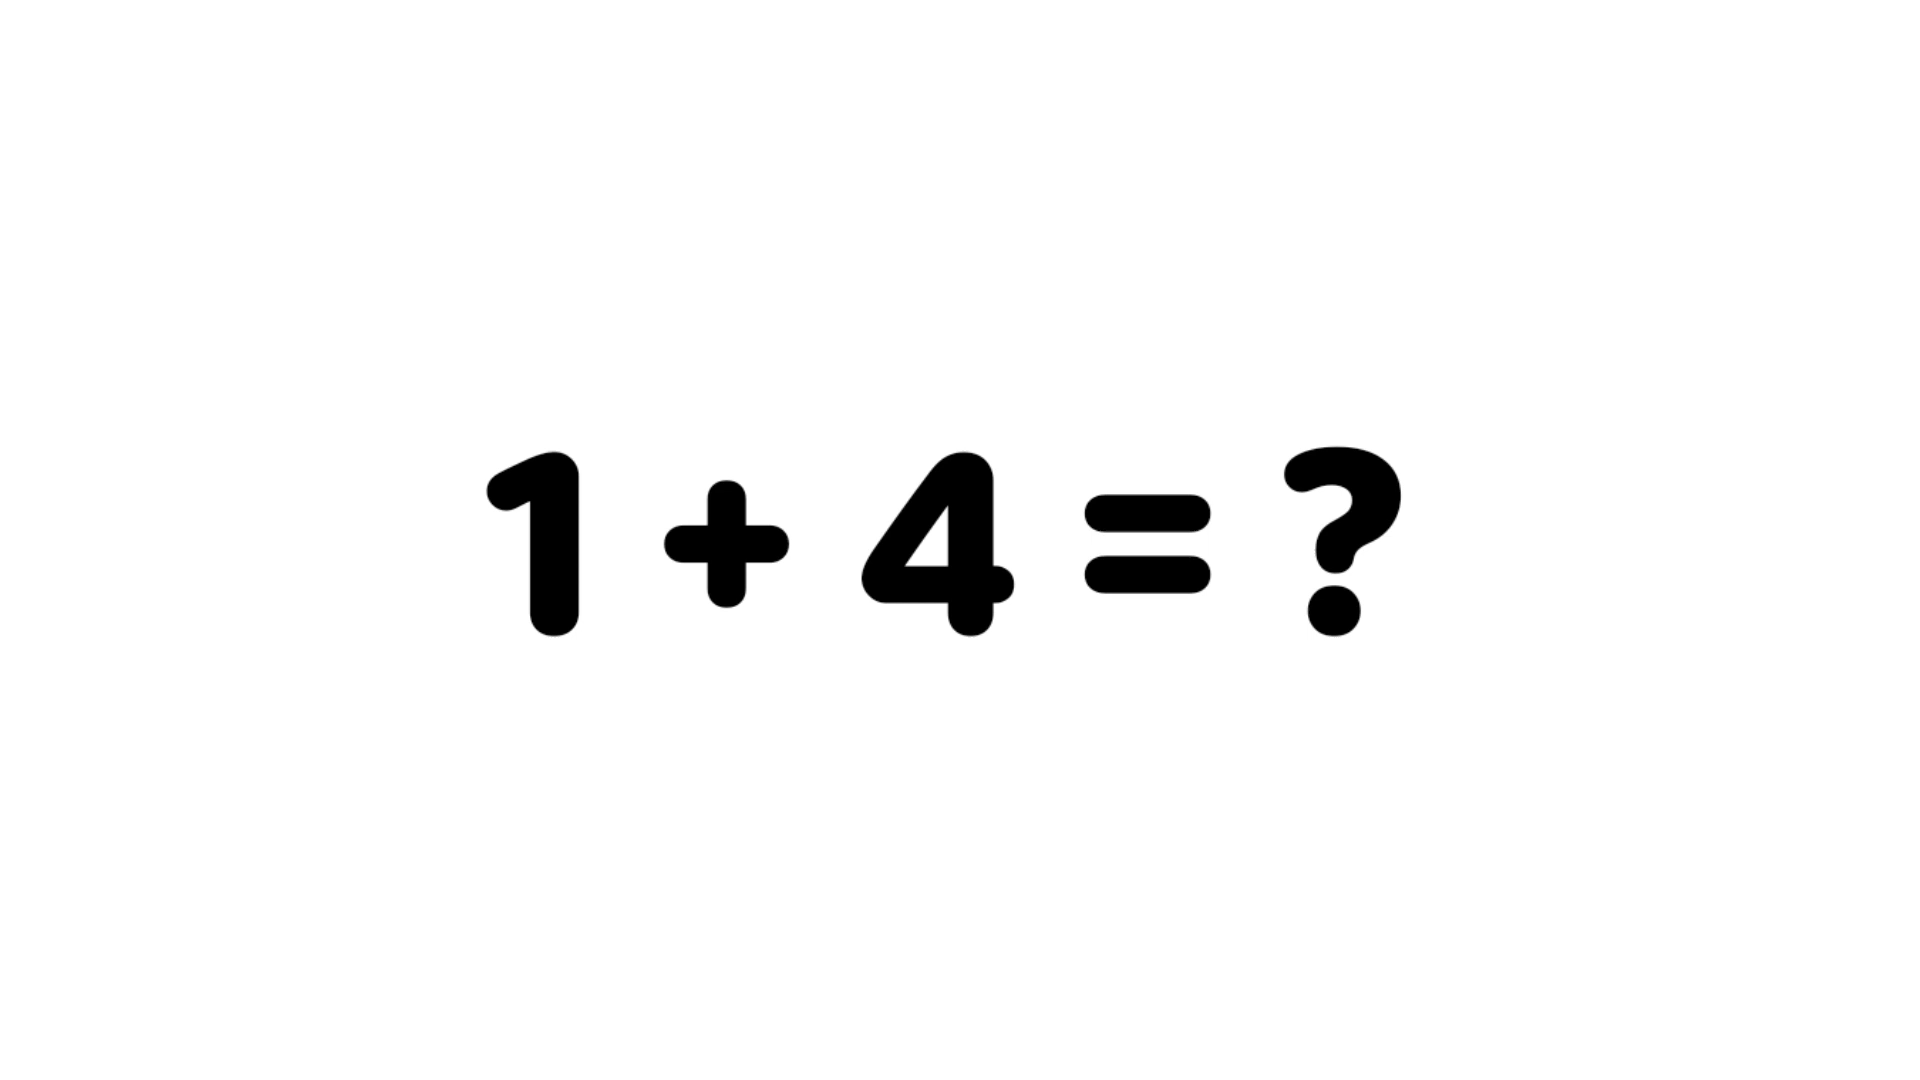 1 + 4 = ?